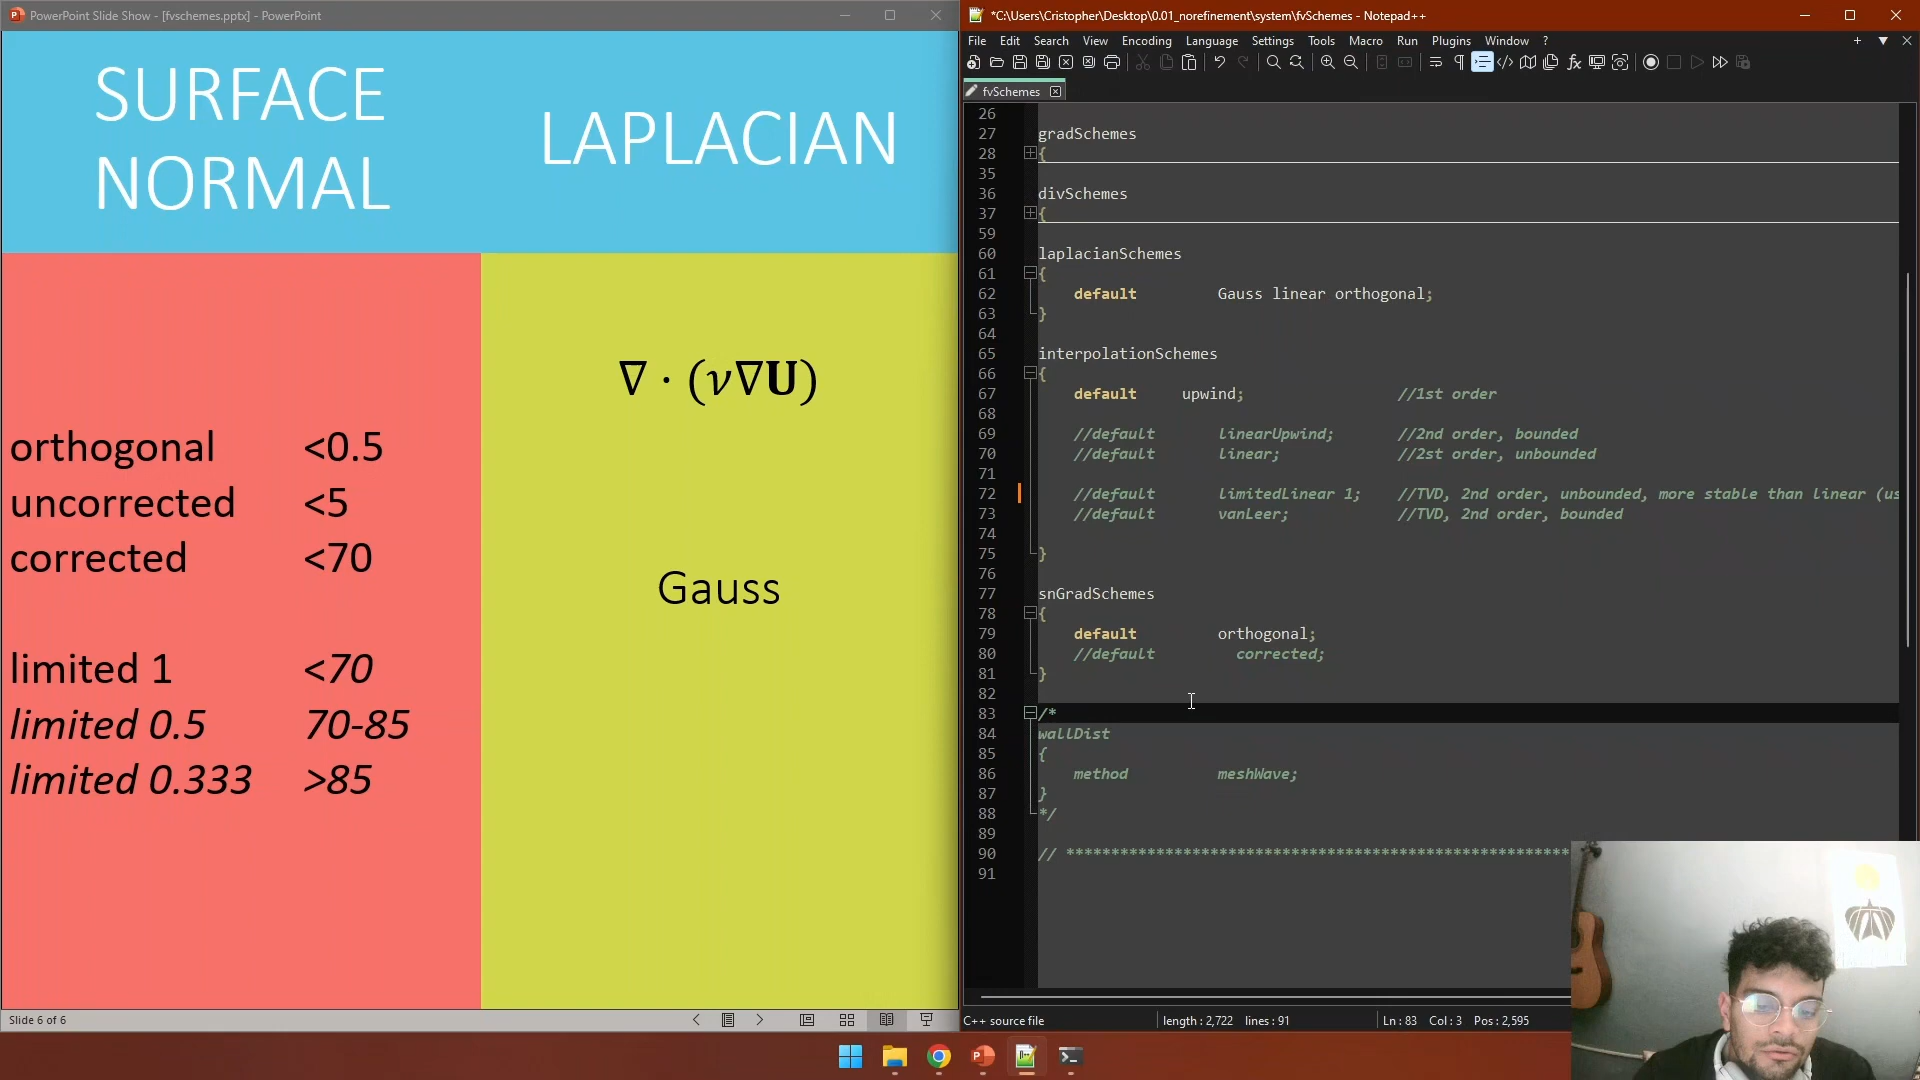 PowerPoint Slide Show - [fvschemes.pptx] - PowerPoint
SURFACE
NORMAL
LAPLACIAN
orthogonal <0.5
uncorrected <5
corrected <70
limited 1 <70
limited 0.5 70-85
limited 0.333 >85
∇ · (ν∇U)
Gauss
Slide 6 of 6
*C:\Users\Cristopher\Desktop\0.01_norefinement\system\fvSchemes - Notepad++
File Edit Search View Encoding Language Settings Tools Macro Run Plugins Window ?
fvSchemes
26
27 gradSchemes
28 {
35
36 divSchemes
37 {
59
60 laplacianSchemes
61 {
62 default Gauss linear orthogonal;
63 }
64
65 interpolationSchemes
66 {
67 default upwind; //1st order
68
69 //default linearUpwind; //2nd order, bounded
70 //default linear; //2st order, unbounded
71
72 //default limitedLinear 1; //TVD, 2nd order, unbounded, more stable than linear (us
73 //default vanLeer; //TVD, 2nd order, bounded
74
75 }
76
77 snGradSchemes
78 {
79 default orthogonal;
80 //default corrected;
81 }
82
83 /*
84 wallDist
85 {
86 method meshWave;
87 }
88 */
89
90 // ********************************************************
91
C++ source file length : 2,722 lines : 91 Ln : 83 Col : 3 Pos : 2,595